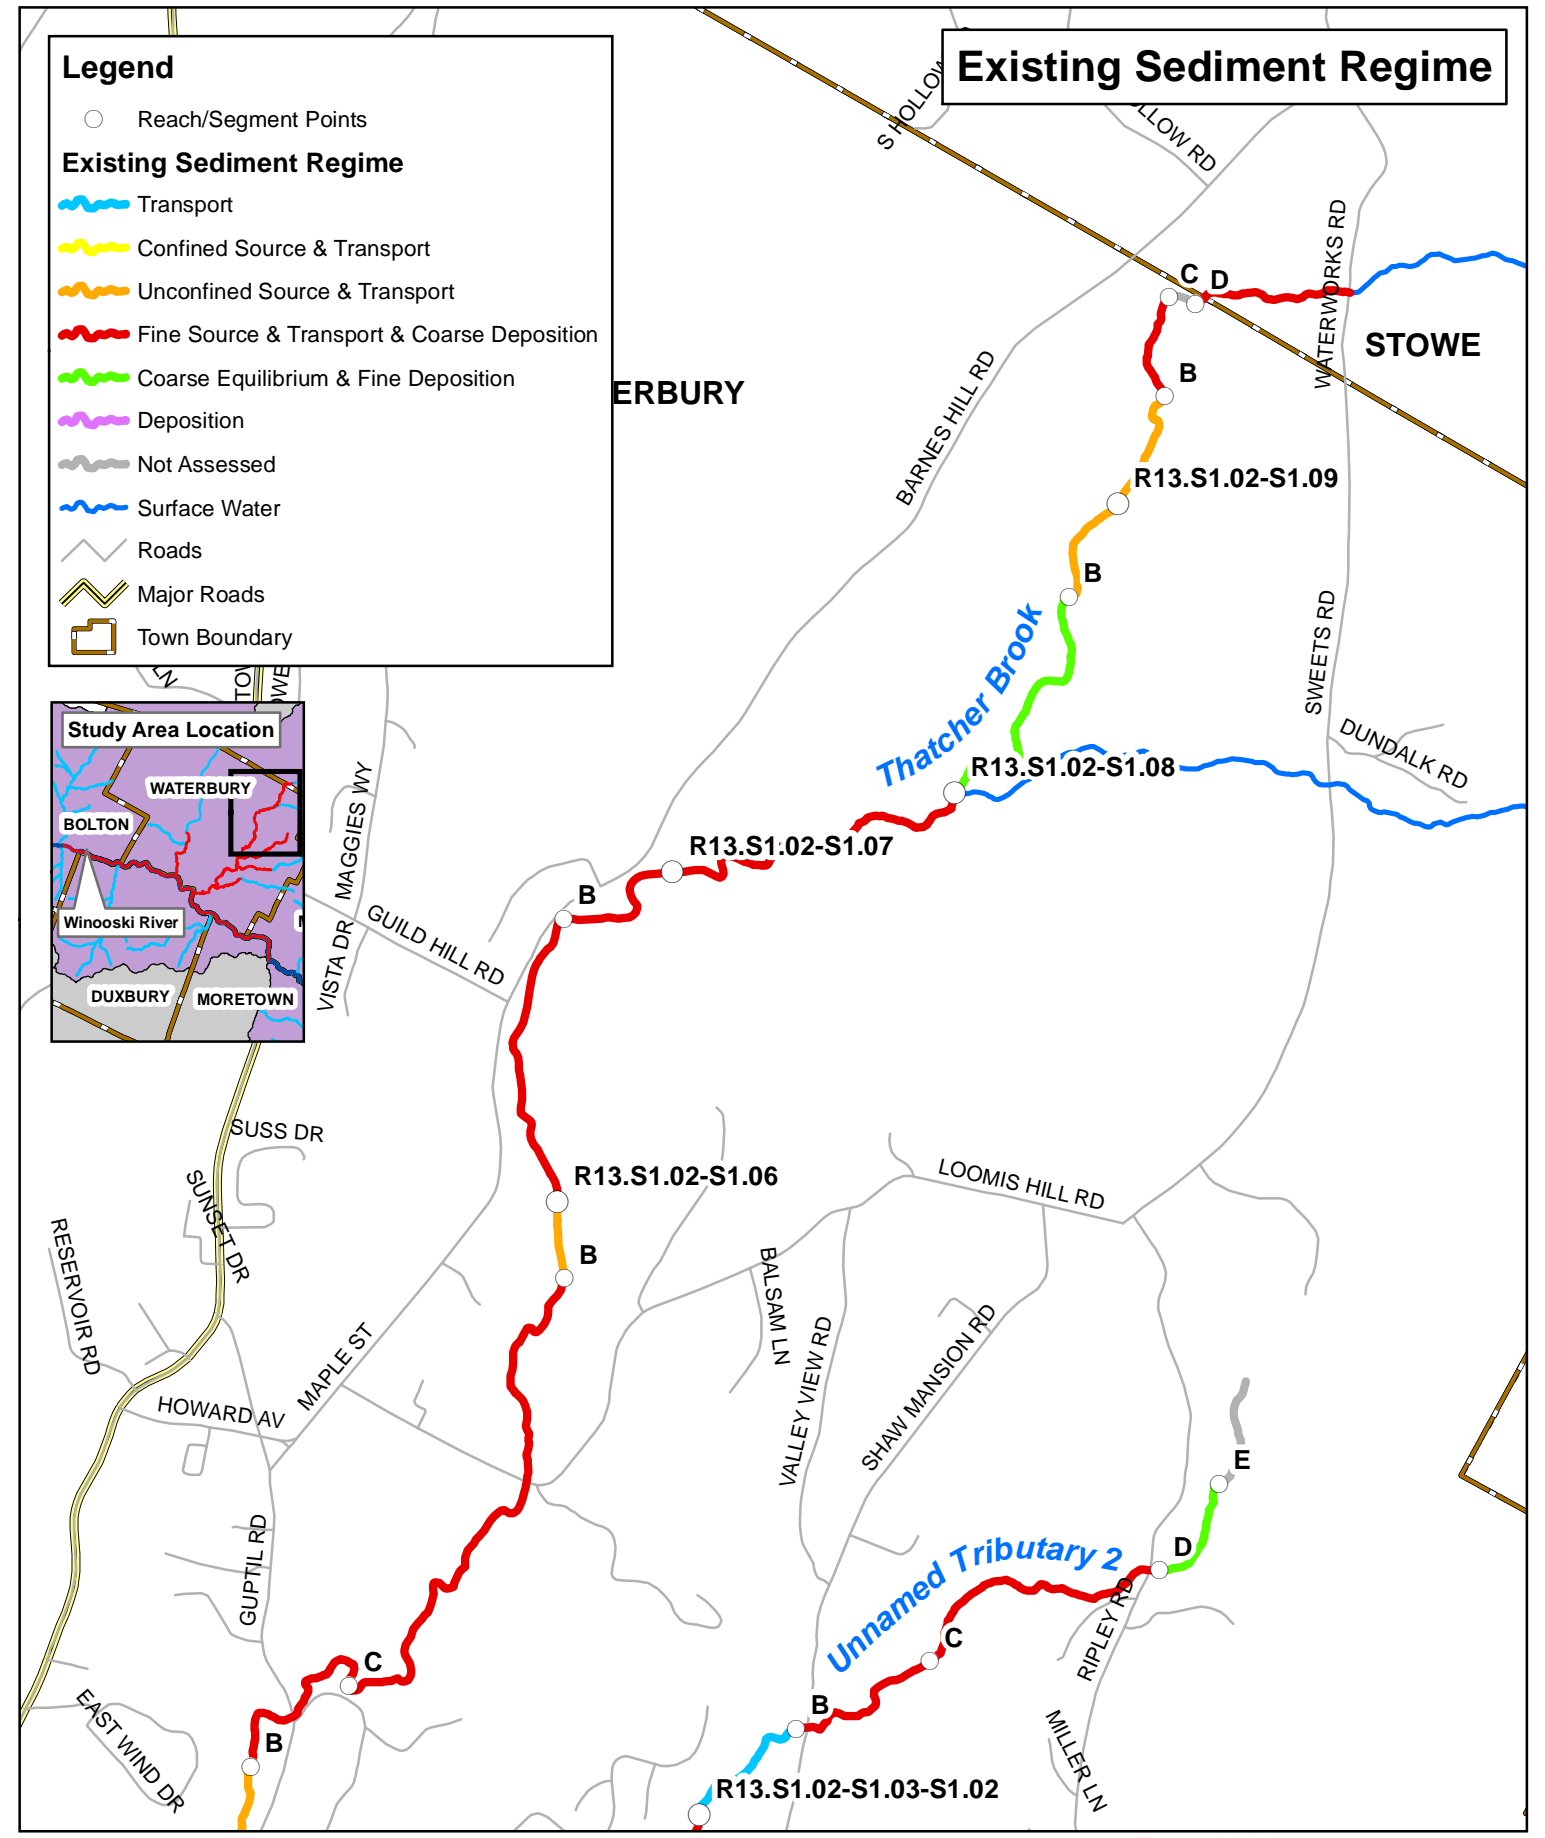 Existing Sediment Regime
Legend
Reach/Segment Points
Existing Sediment Regime
Transport
Confined Source & Transport
Unconfined Source & Transport
Fine Source & Transport & Coarse Deposition
Coarse Equilibrium & Fine Deposition
Deposition
Not Assessed
Surface Water
Roads
Major Roads
Town Boundary
S HOLLOW
OLLOW RD
WATERWORKS RD
C
D
STOWE
ERBURY
B
BARNES HILL RD
R13.S1.02-S1.09
B
Thatcher Brook
SWEETS RD
LN
TOW
OWE
Study Area Location
WATERBURY
BOLTON
Winooski River
DUXBURY
MORETOWN
M
DUNDALK RD
R13.S1.02-S1.08
MAGGIES WY
R13.S1.02-S1.07
B
GUILD HILL RD
VISTA DR
SUSS DR
SUNSET DR
R13.S1.02-S1.06
LOOMIS HILL RD
RESERVOIR RD
B
BALSAM LN
VALLEY VIEW RD
SHAW MANSION RD
MAPLE ST
HOWARD AV
E
GUPTIL RD
Unnamed Tributary 2
D
RIPLEY RD
C
C
B
EAST WIND DR
B
MILLER LN
R13.S1.02-S1.03-S1.02